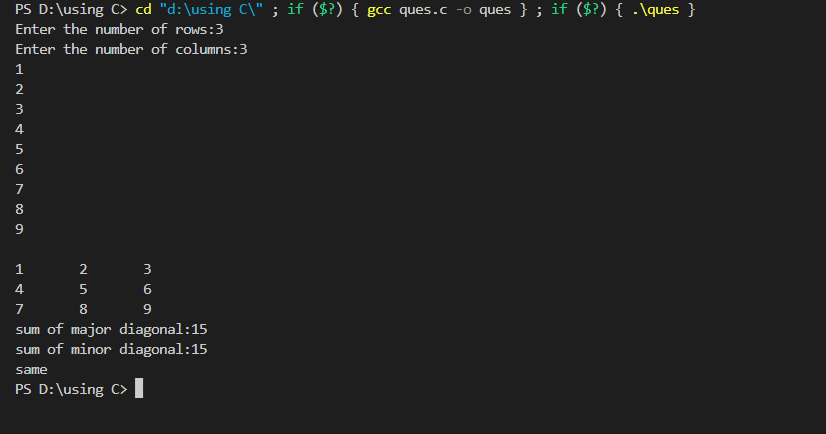 PS D:\using C> cd "d:\using C\" ; if ($?) { gcc ques.c -o ques } ; if ($?) { .\ques }
Enter the number of rows:3
Enter the number of columns:3
1
2
3
4
5
6
7
8
9
1 2 3
4 5 6
7 8 9
sum of major diagonal:15
sum of minor diagonal:15
same
PS D:\using C>